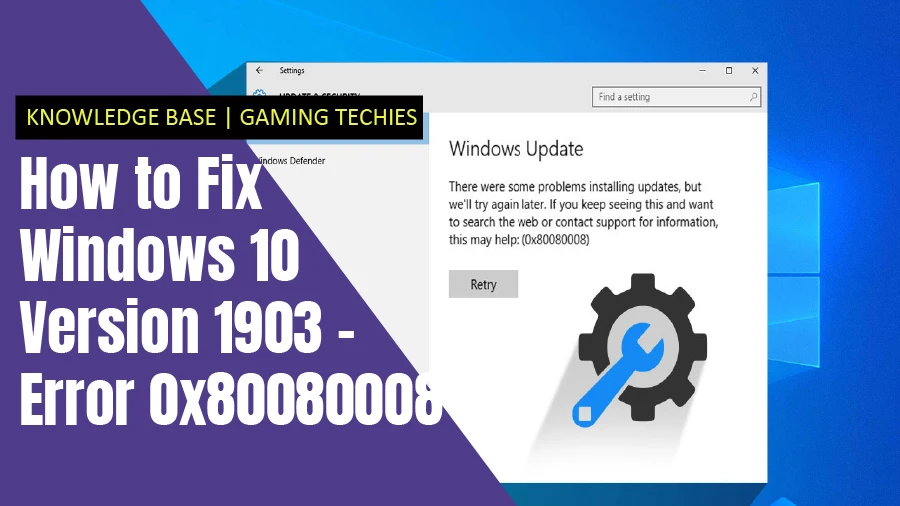 Settings
UPDATE & SECURITY
Find a setting
KNOWLEDGE BASE | GAMING TECHIES
Windows Defender
How to Fix
Windows 10
Version 1903 -
Error 0x80080008
Windows Update
There were some problems installing updates, but
we'll try again later. If you keep seeing this and want
to search the web or contact support for information,
this may help: (0x80080008)
Retry